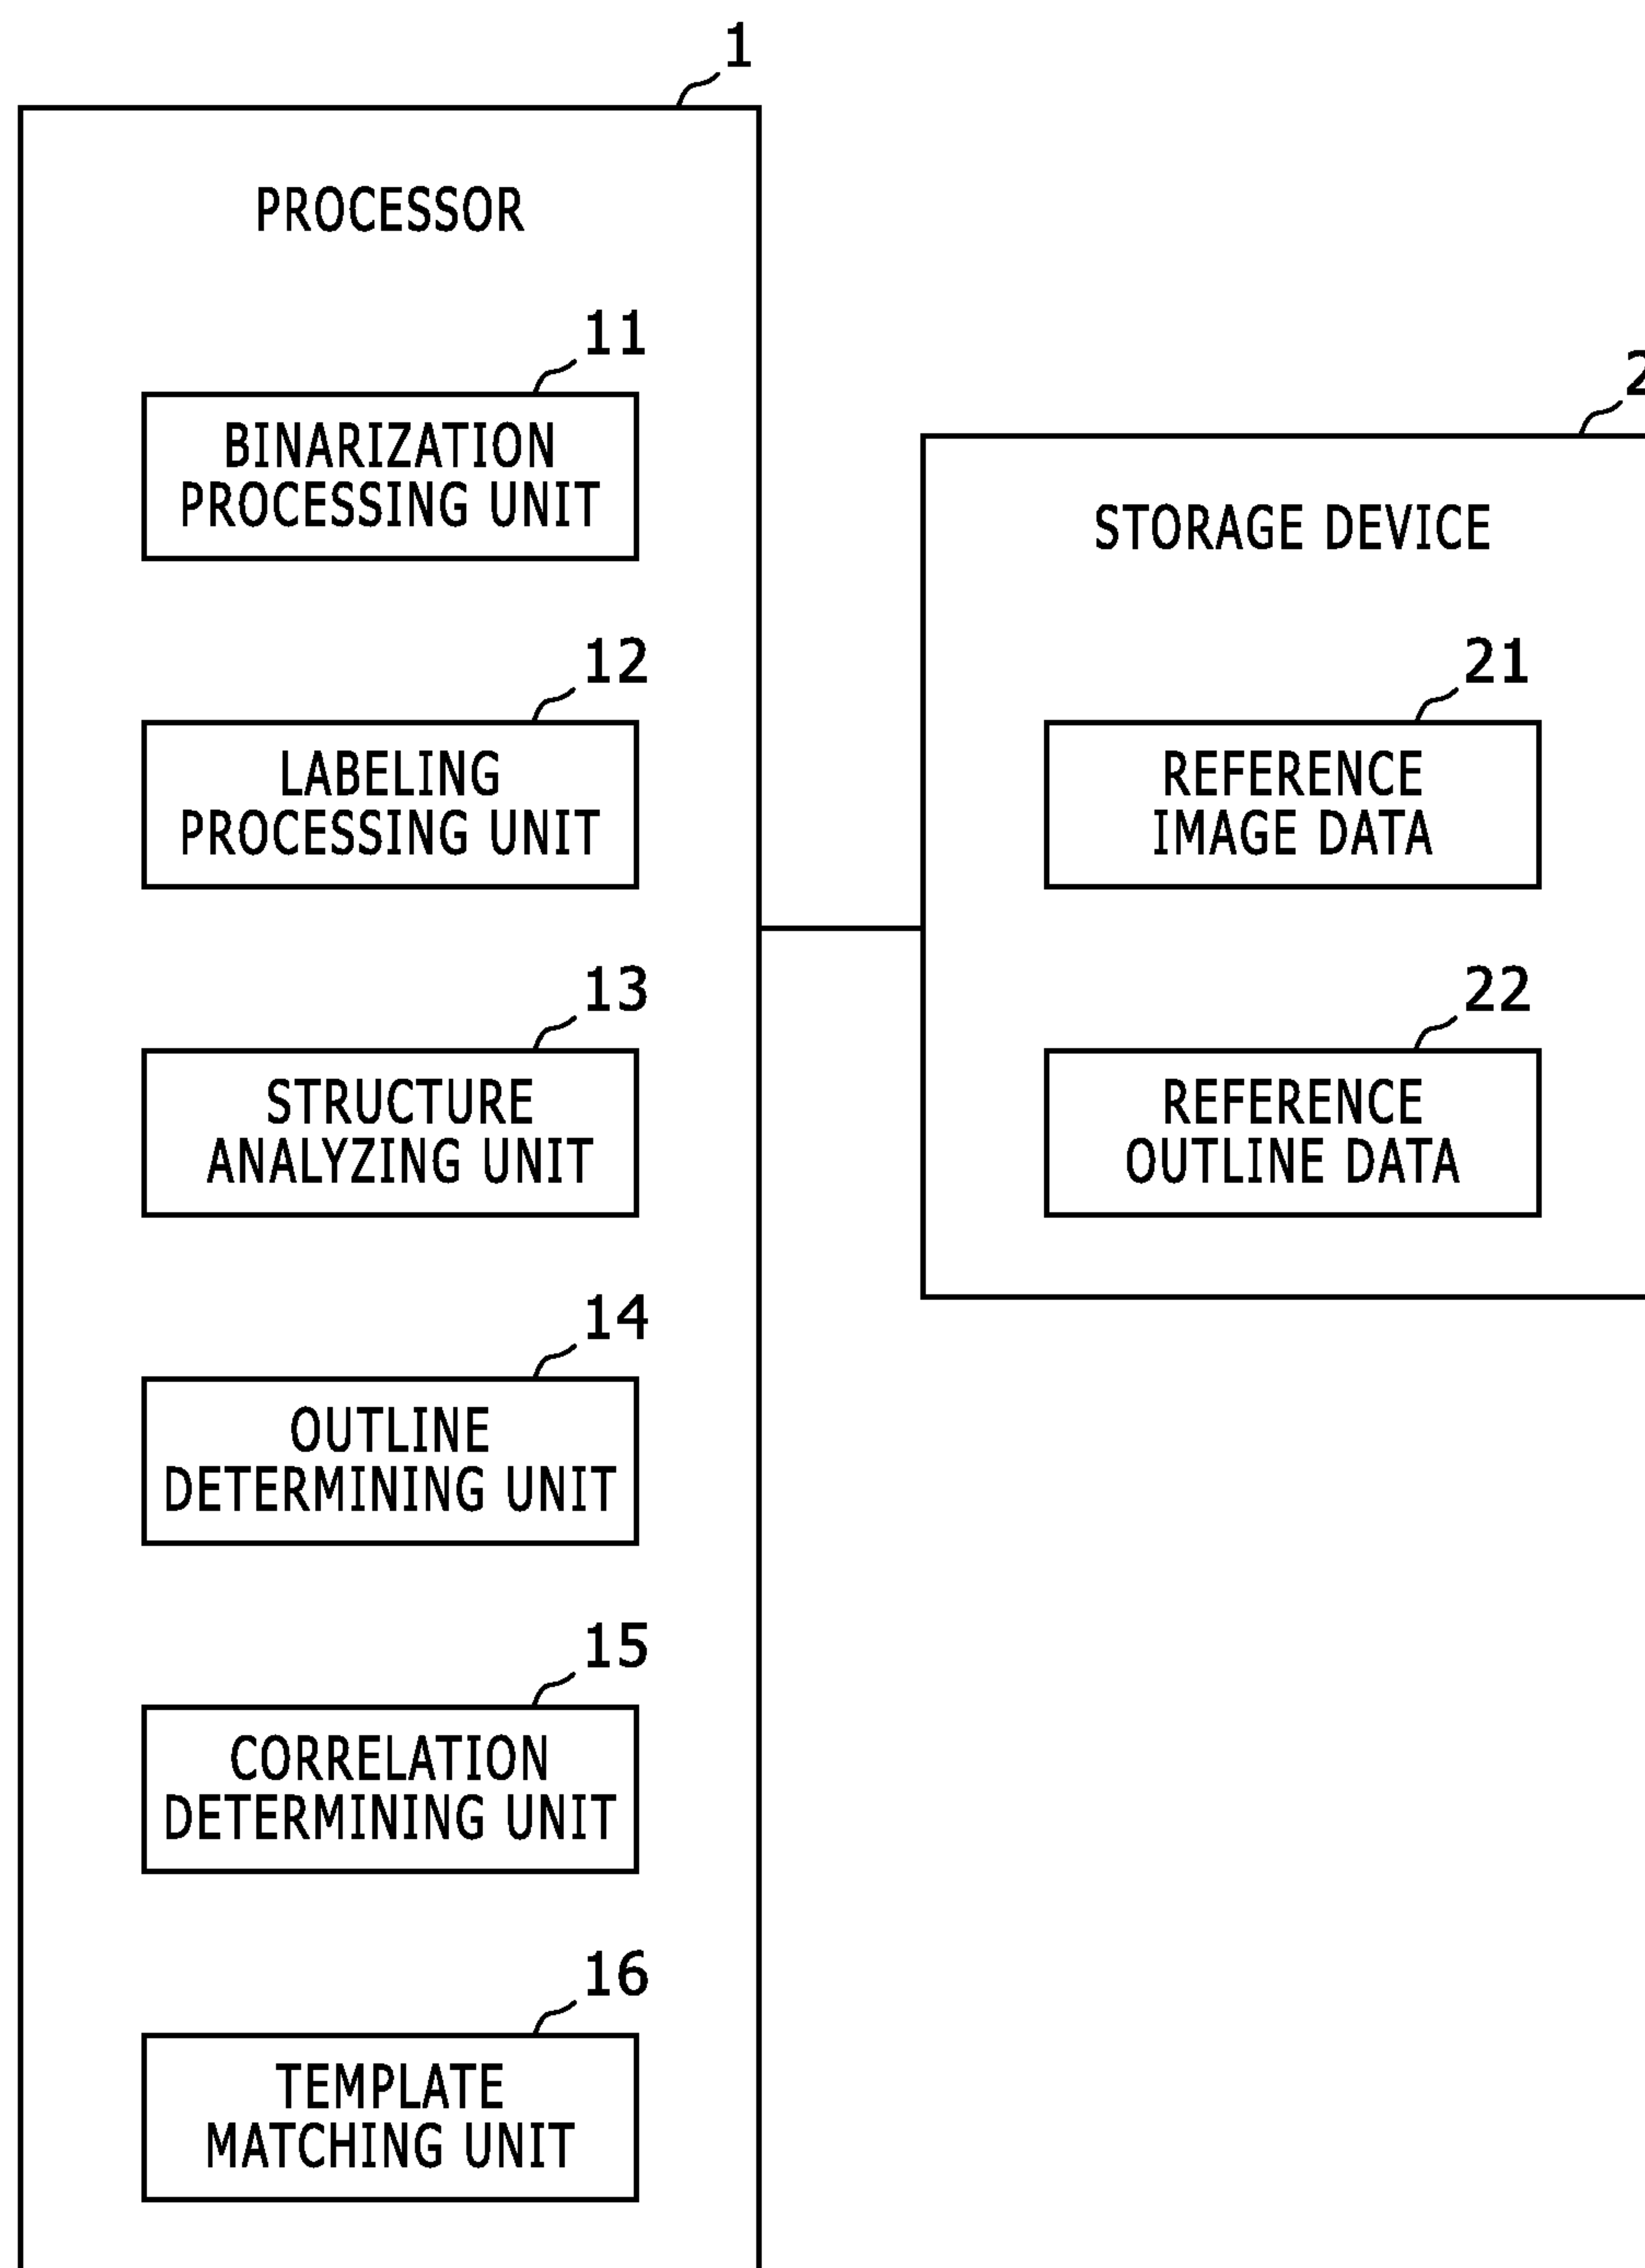 1
PROCESSOR
11
BINARIZATION
PROCESSING UNIT
12
LABELING
PROCESSING UNIT
13
STRUCTURE
ANALYZING UNIT
14
OUTLINE
DETERMINING UNIT
15
CORRELATION
DETERMINING UNIT
16
TEMPLATE
MATCHING UNIT
2
STORAGE DEVICE
21
REFERENCE
IMAGE DATA
22
REFERENCE
OUTLINE DATA